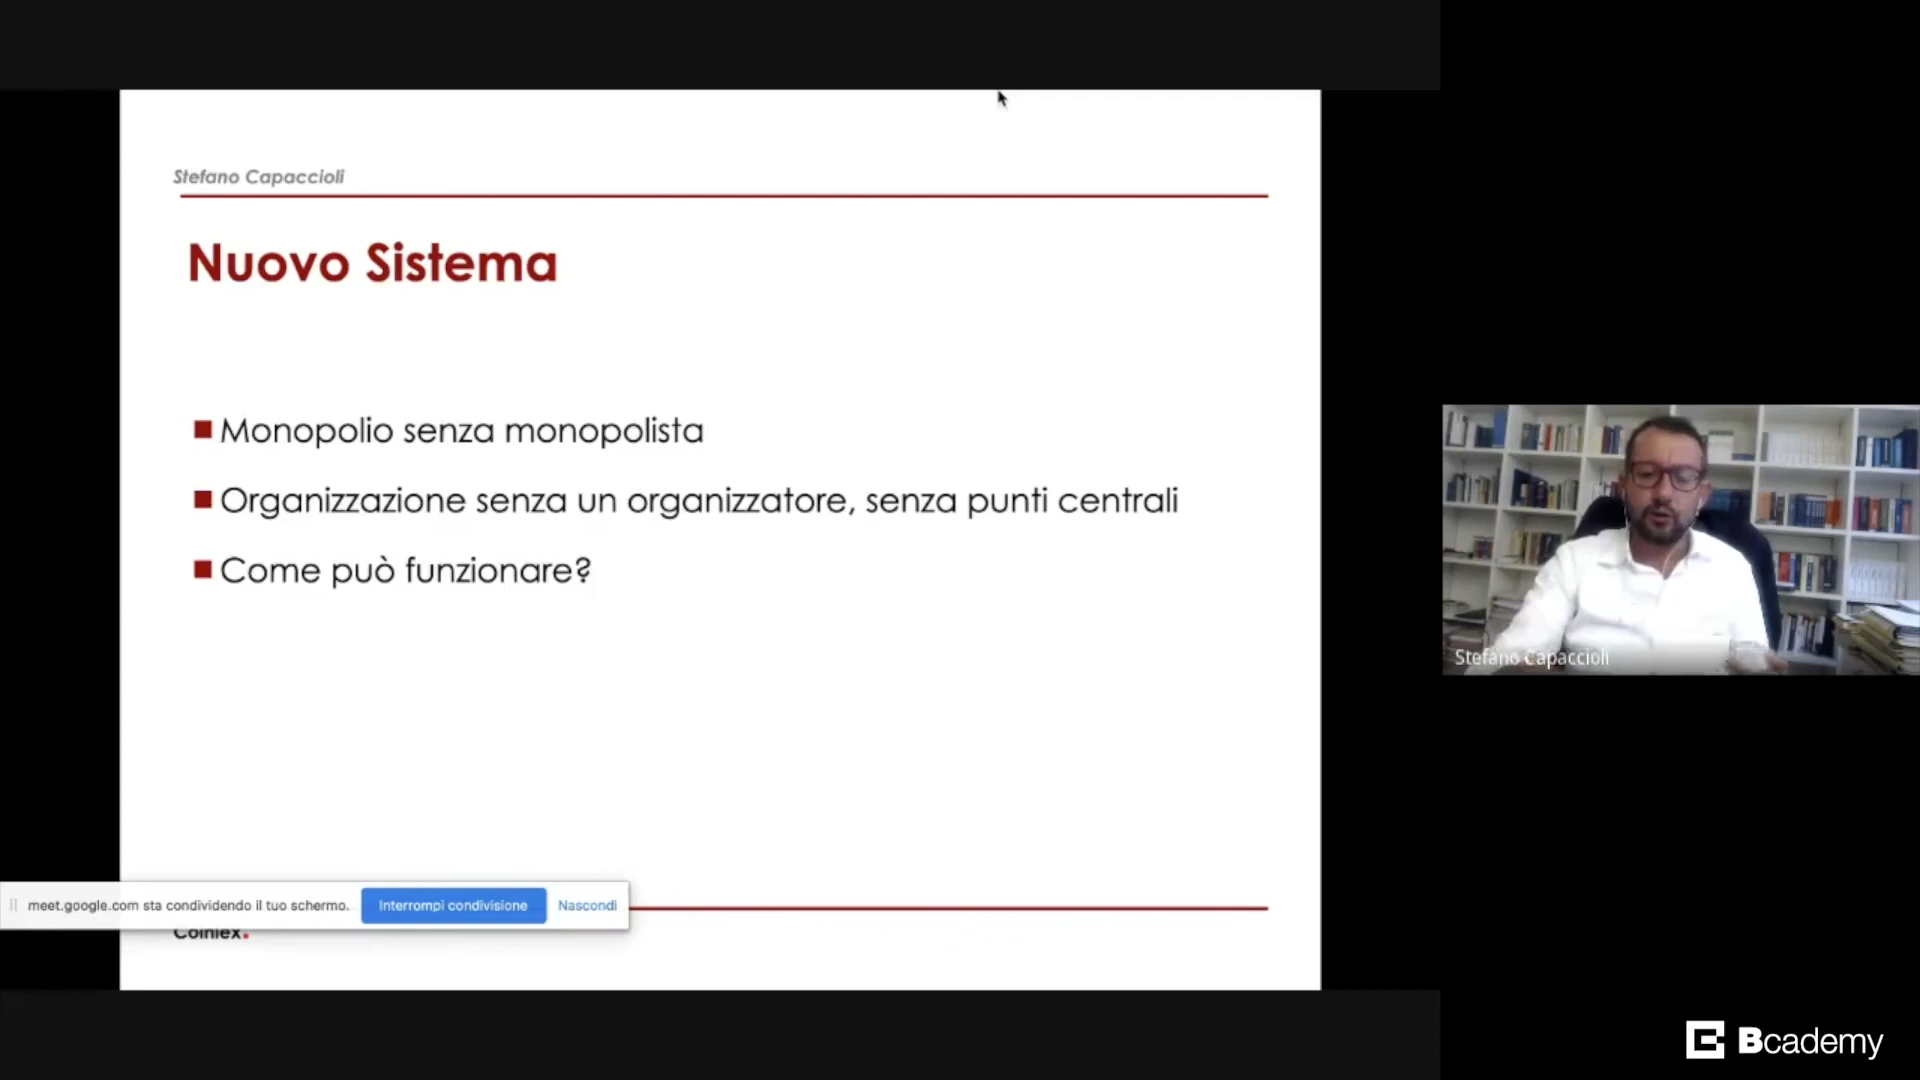 Stefano Capaccioli
Nuovo Sistema
Monopolio senza monopolista
Organizzazione senza un organizzatore, senza punti centrali
Come può funzionare?
Stefano Capaccioli
meet.google.com sta condividendo il tuo schermo. Interrompi condivisione Nascondi
Coinlex.
Bcademy